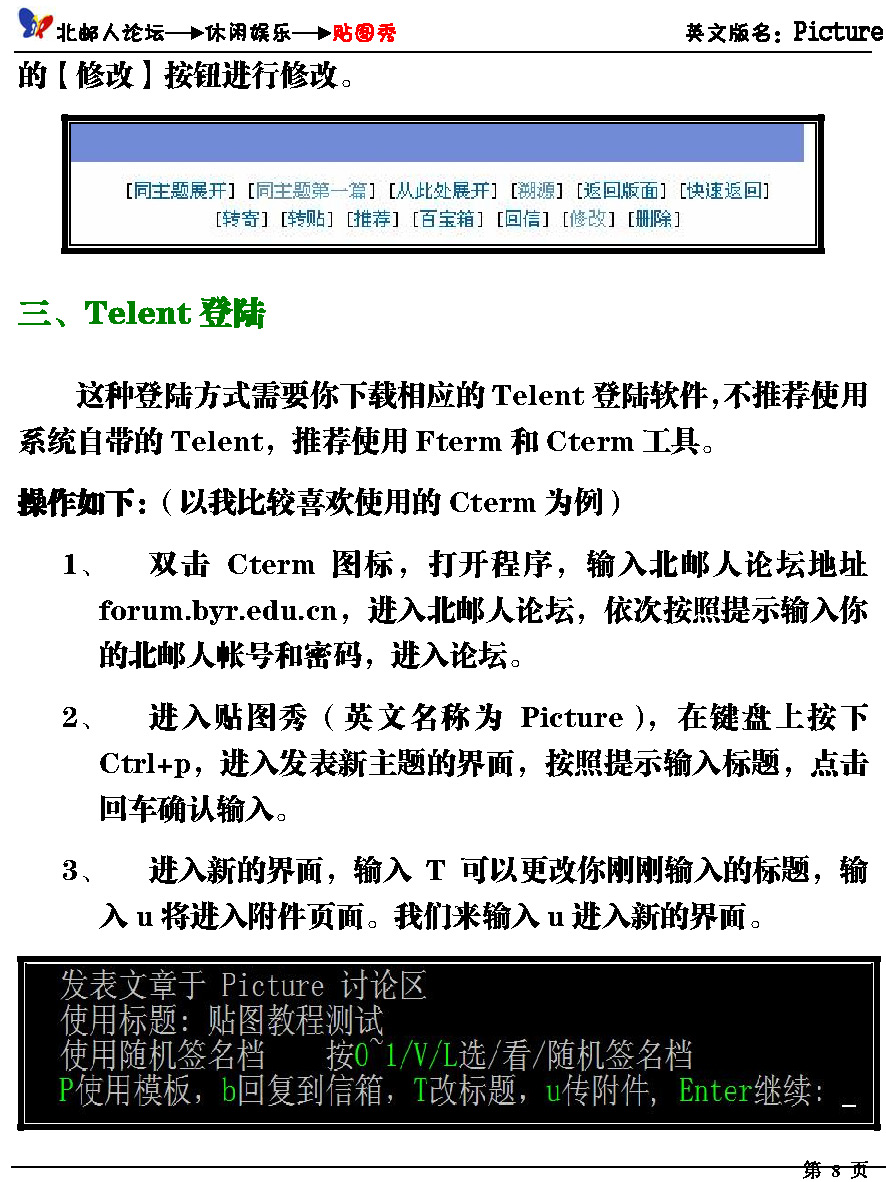 北邮人论坛—▶休闲娱乐—▶贴图秀 英文版名：Picture
的【修改】按钮进行修改。
[同主题展开] [同主题第一篇] [从此处展开] [溯源] [返回版面] [快速返回]
[转寄] [转贴] [推荐] [百宝箱] [回信] [修改] [删除]
三、Telent 登陆
这种登陆方式需要你下载相应的 Telent 登陆软件，不推荐使用
系统自带的 Telent，推荐使用 Fterm 和 Cterm 工具。
操作如下：（以我比较喜欢使用的 Cterm 为例）
1、 双击 Cterm 图标，打开程序，输入北邮人论坛地址
forum.byr.edu.cn，进入北邮人论坛，依次按照提示输入你
的北邮人帐号和密码，进入论坛。
2、 进入贴图秀（英文名称为 Picture），在键盘上按下
Ctrl+p，进入发表新主题的界面，按照提示输入标题，点击
回车确认输入。
3、 进入新的界面，输入 T 可以更改你刚刚输入的标题，输
入 u 将进入附件页面。我们来输入 u 进入新的界面。
发表文章于 Picture 讨论区
使用标题: 贴图教程测试
使用随机签名档 按0~1/V/L选/看/随机签名档
P使用模板，b回复到信箱，T改标题，u传附件, Enter继续: _
第 8 页